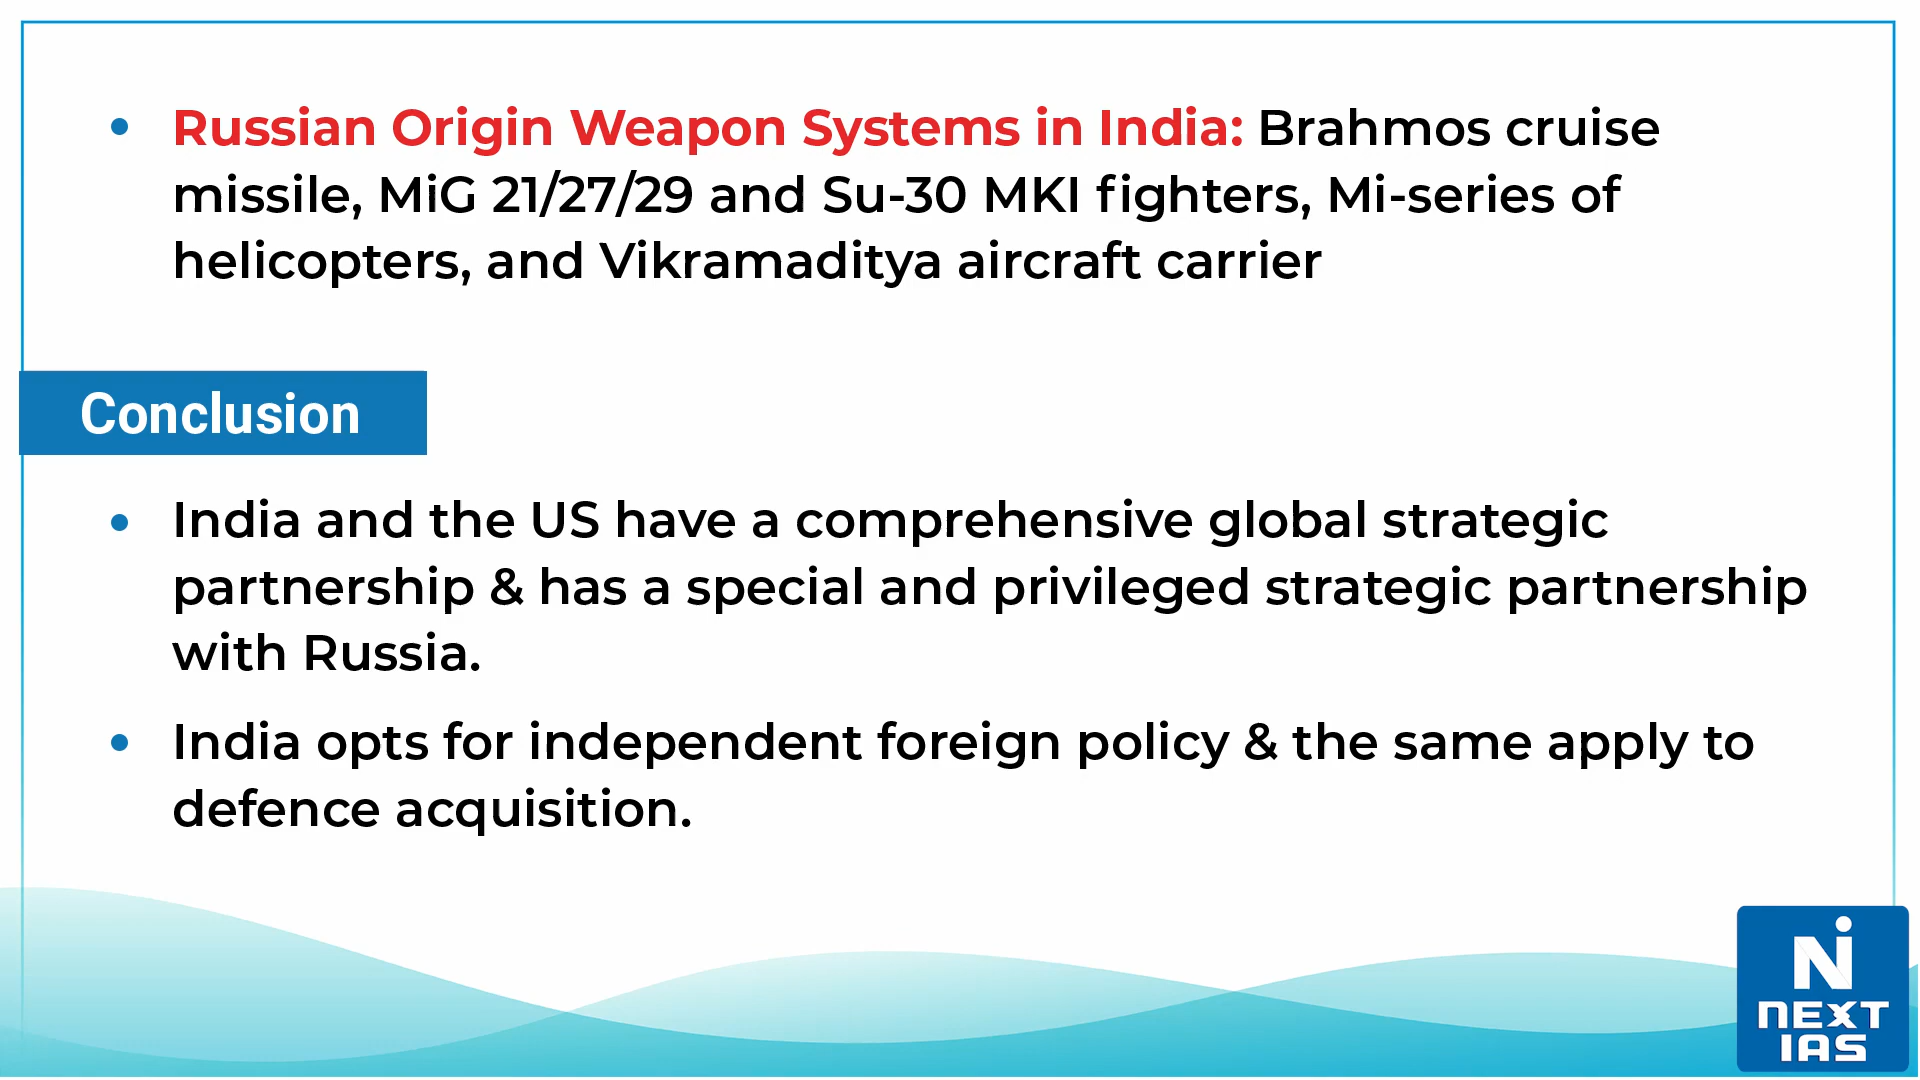 • Russian Origin Weapon Systems in India: Brahmos cruise
missile, MiG 21/27/29 and Su-30 MKI fighters, Mi-series of
helicopters, and Vikramaditya aircraft carrier
Conclusion
• India and the US have a comprehensive global strategic
partnership & has a special and privileged strategic partnership
with Russia.
• India opts for independent foreign policy & the same apply to
defence acquisition.
NEXT
IAS